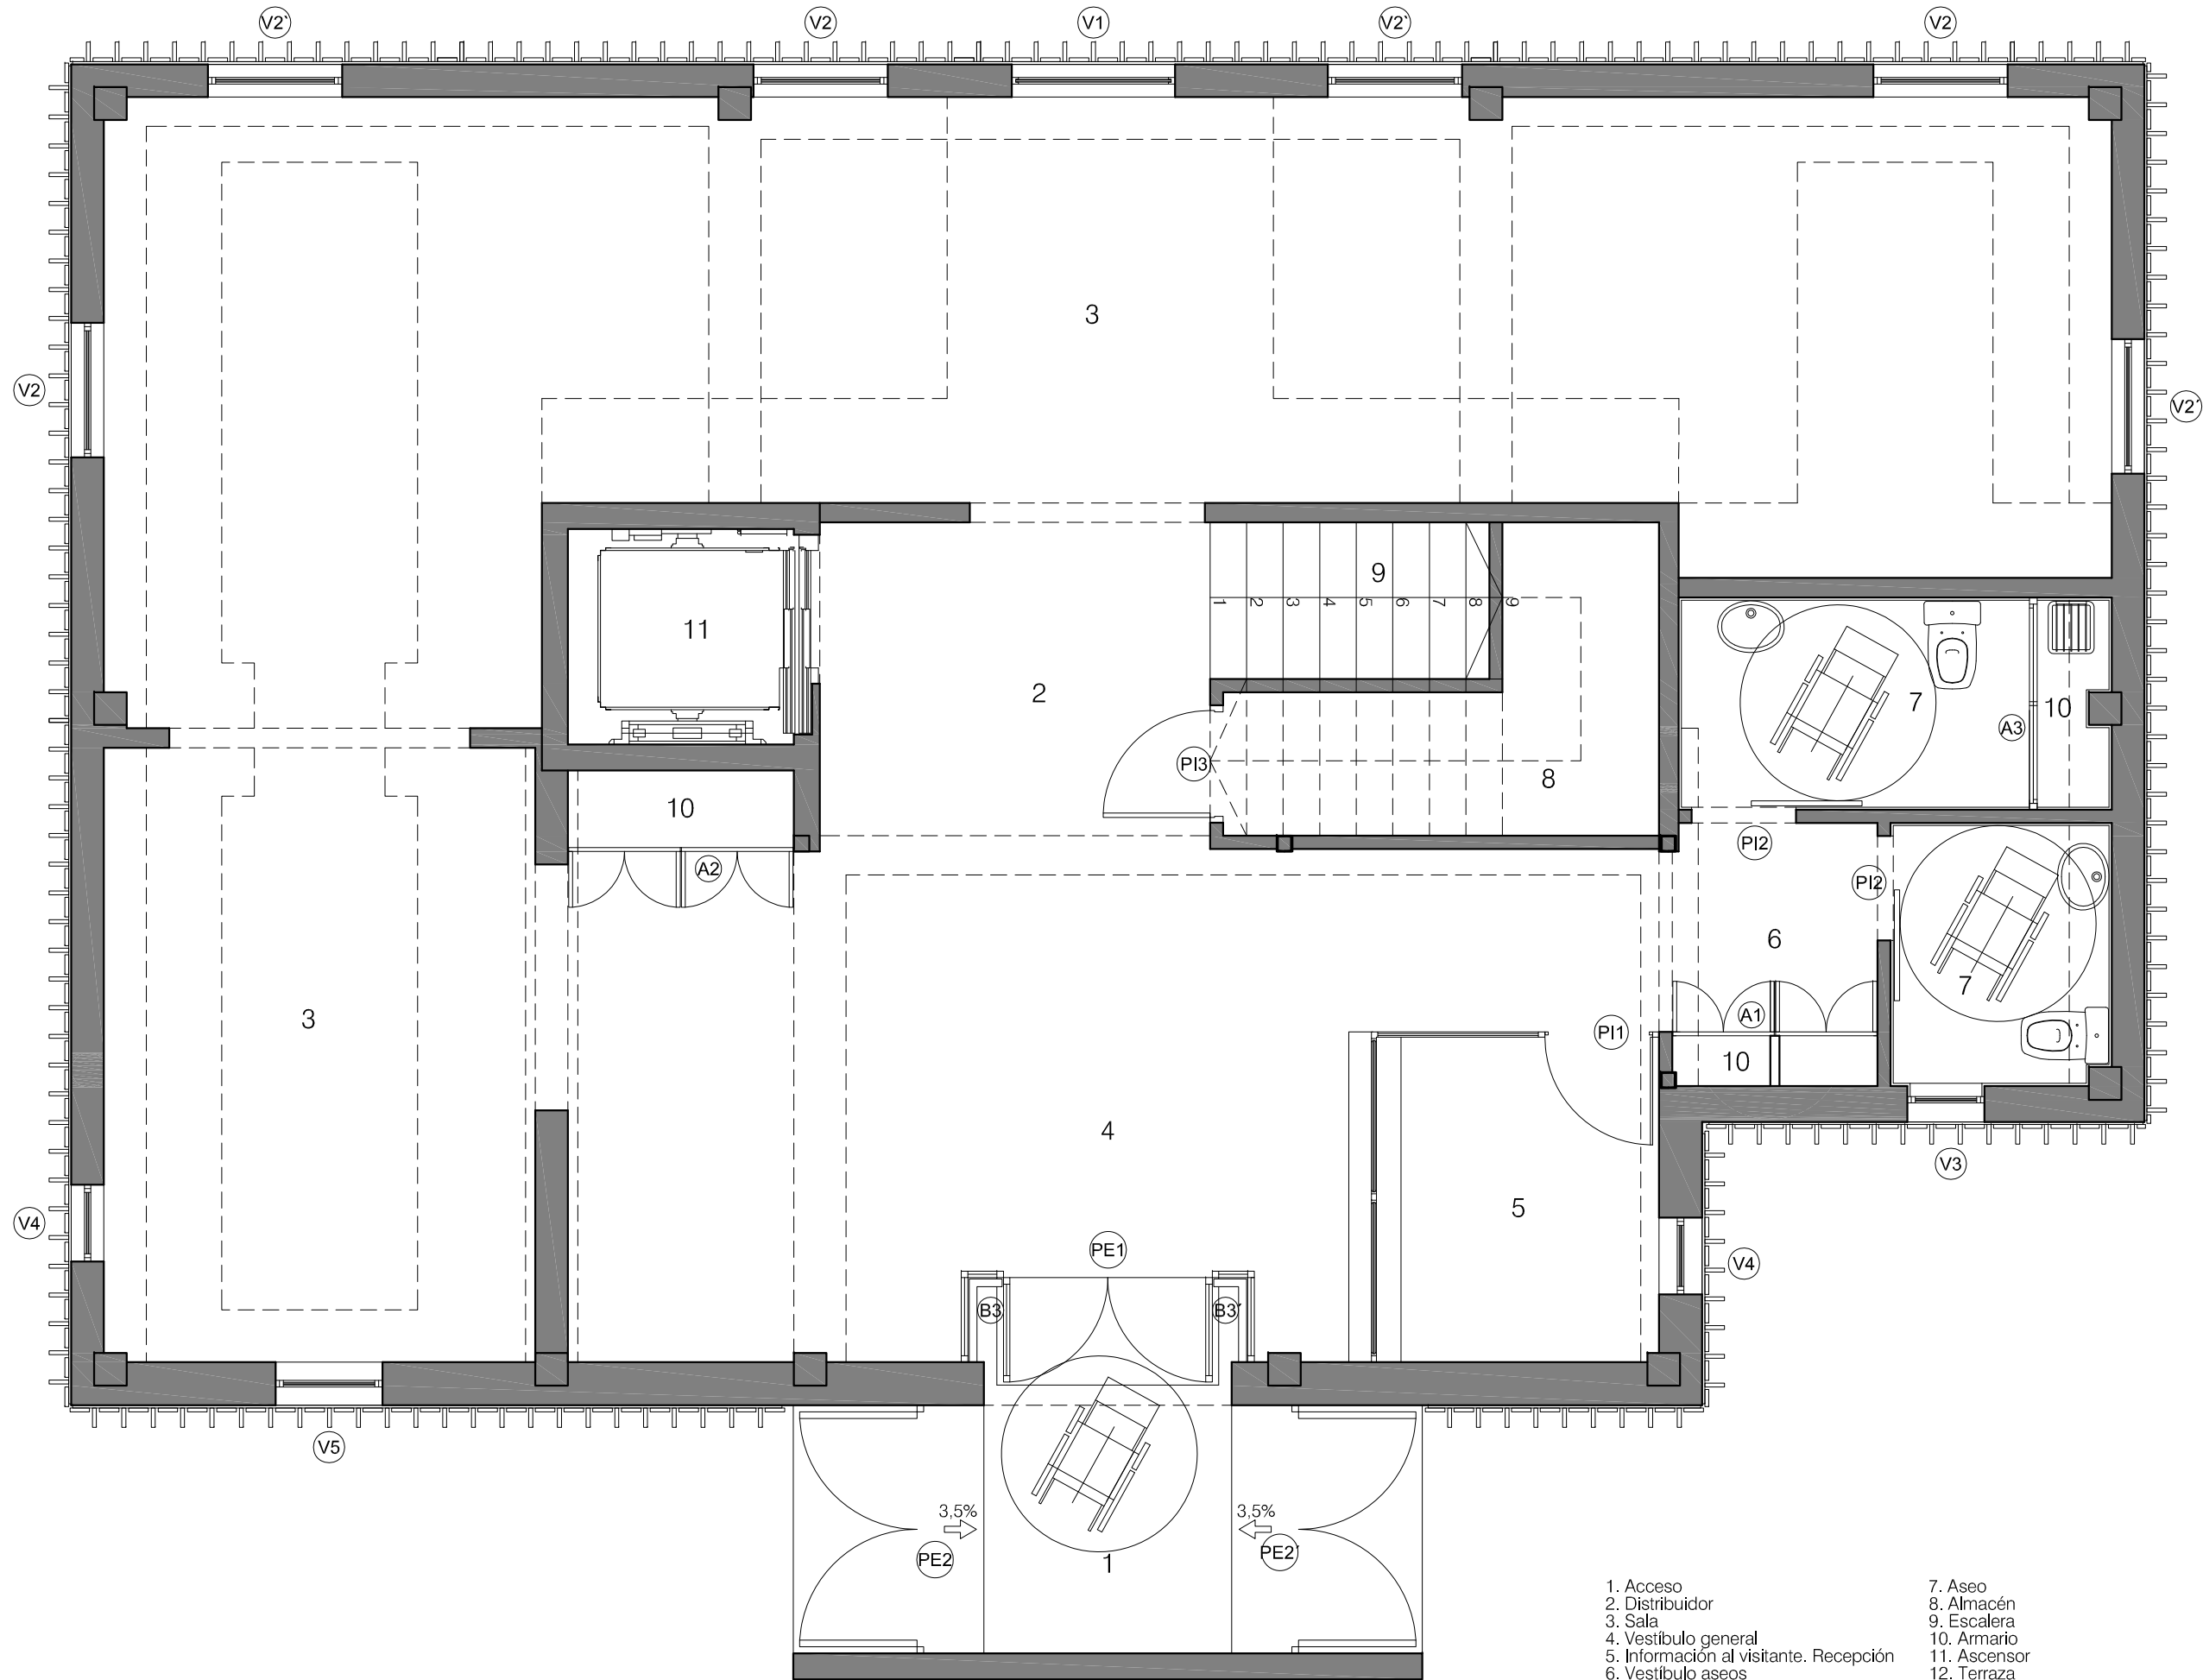 V2`
V2
V1
V2`
V2
3
V2
V2´
9
1 2 3 4 5 6 7 8 9
11
2
7
10
A3
PI3
8
10
PI2
A2
PI2
6
7
3
A1
PI1
10
4
V3
5
V4
PE1
V4
B3
B3´
V5
3,5%
3,5%
PE2
PE2´
1
1. Acceso
2. Distribuidor
3. Sala
4. Vestíbulo general
5. Información al visitante. Recepción
6. Vestíbulo aseos
7. Aseo
8. Almacén
9. Escalera
10. Armario
11. Ascensor
12. Terraza